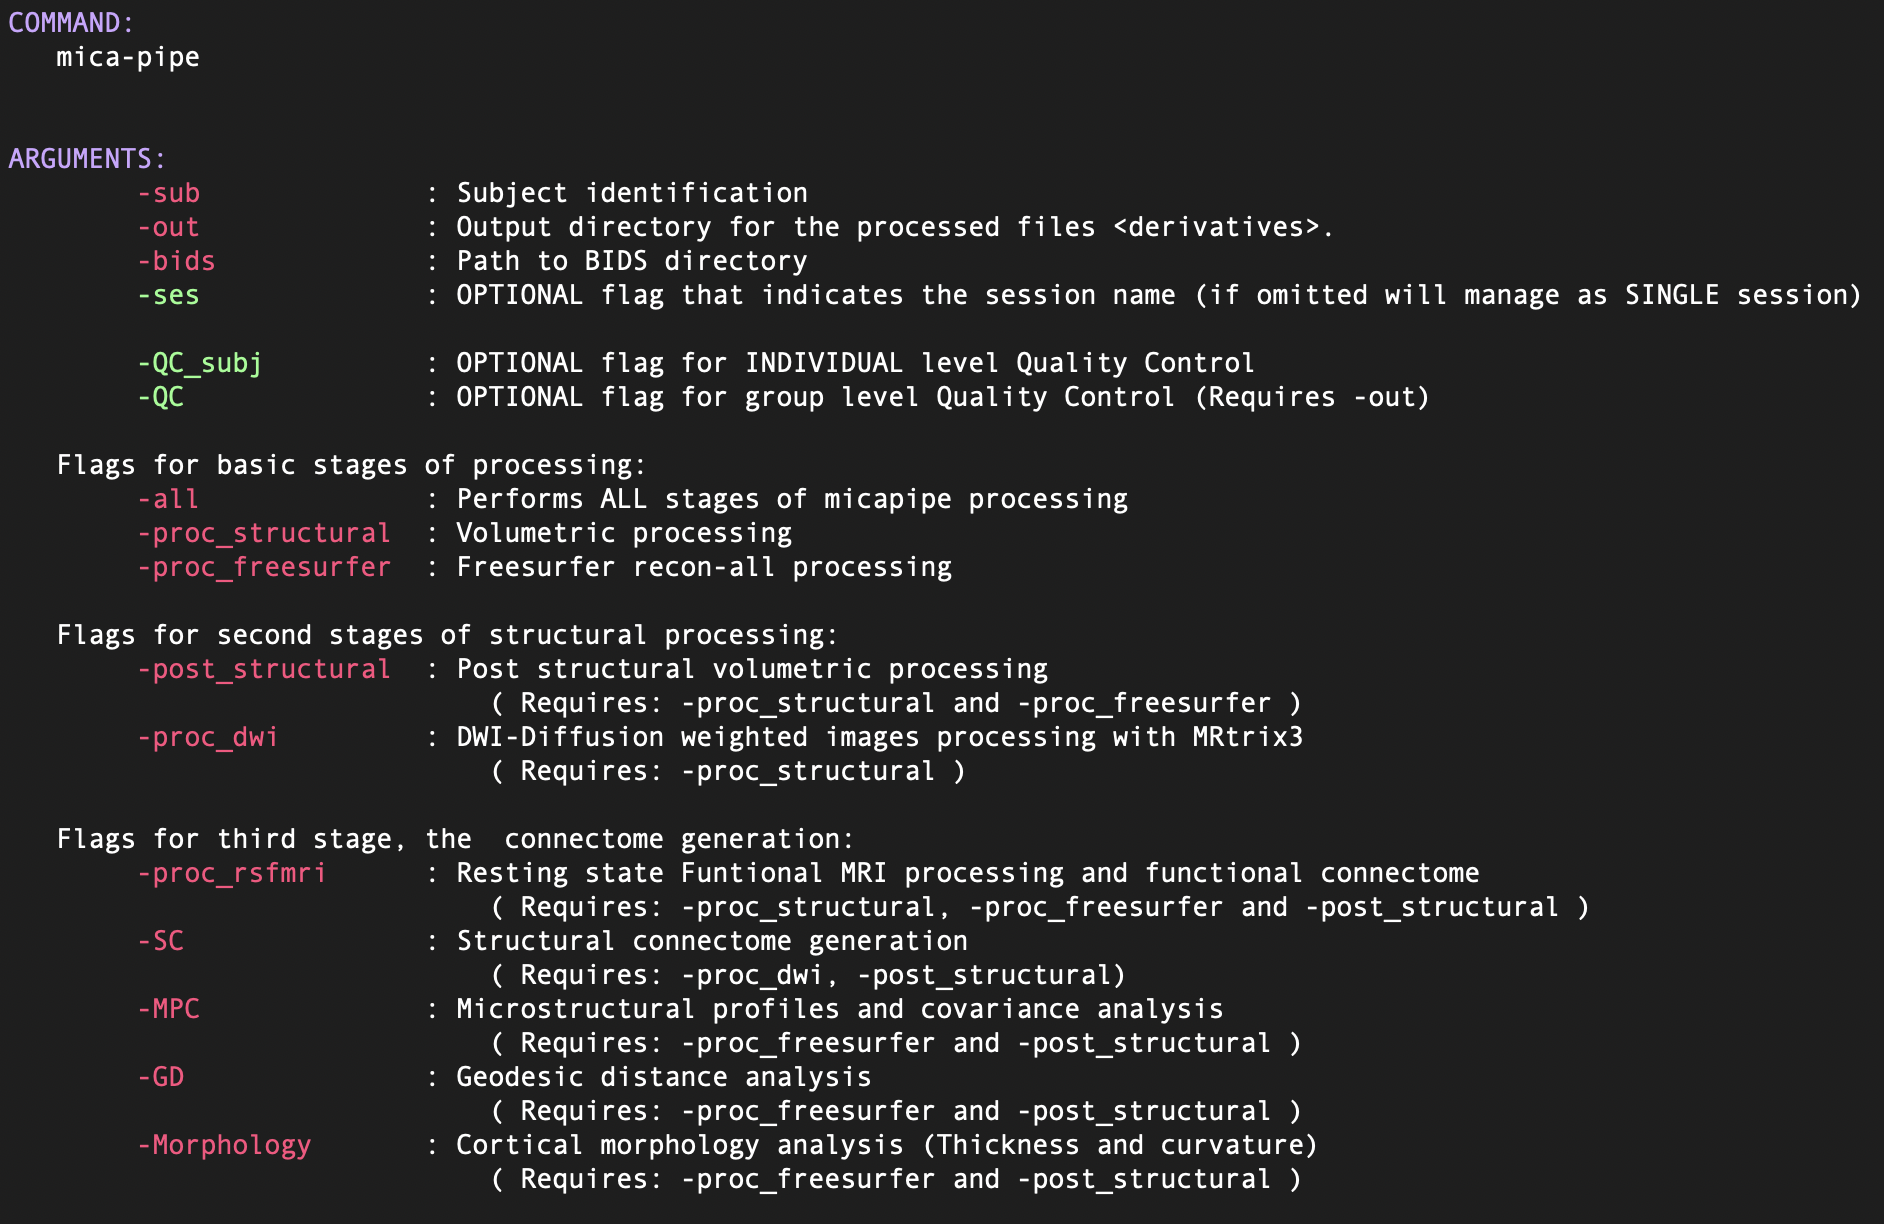 COMMAND:
mica-pipe
ARGUMENTS:
-sub : Subject identification
-out : Output directory for the processed files <derivatives>.
-bids : Path to BIDS directory
-ses : OPTIONAL flag that indicates the session name (if omitted will manage as SINGLE session)
-QC_subj : OPTIONAL flag for INDIVIDUAL level Quality Control
-QC : OPTIONAL flag for group level Quality Control (Requires -out)
Flags for basic stages of processing:
-all : Performs ALL stages of micapipe processing
-proc_structural : Volumetric processing
-proc_freesurfer : Freesurfer recon-all processing
Flags for second stages of structural processing:
-post_structural : Post structural volumetric processing
( Requires: -proc_structural and -proc_freesurfer )
-proc_dwi : DWI-Diffusion weighted images processing with MRtrix3
( Requires: -proc_structural )
Flags for third stage, the  connectome generation:
-proc_rsfmri : Resting state Funtional MRI processing and functional connectome
( Requires: -proc_structural, -proc_freesurfer and -post_structural )
-SC : Structural connectome generation
( Requires: -proc_dwi, -post_structural)
-MPC : Microstructural profiles and covariance analysis
( Requires: -proc_freesurfer and -post_structural )
-GD : Geodesic distance analysis
( Requires: -proc_freesurfer and -post_structural )
-Morphology : Cortical morphology analysis (Thickness and curvature)
( Requires: -proc_freesurfer and -post_structural )